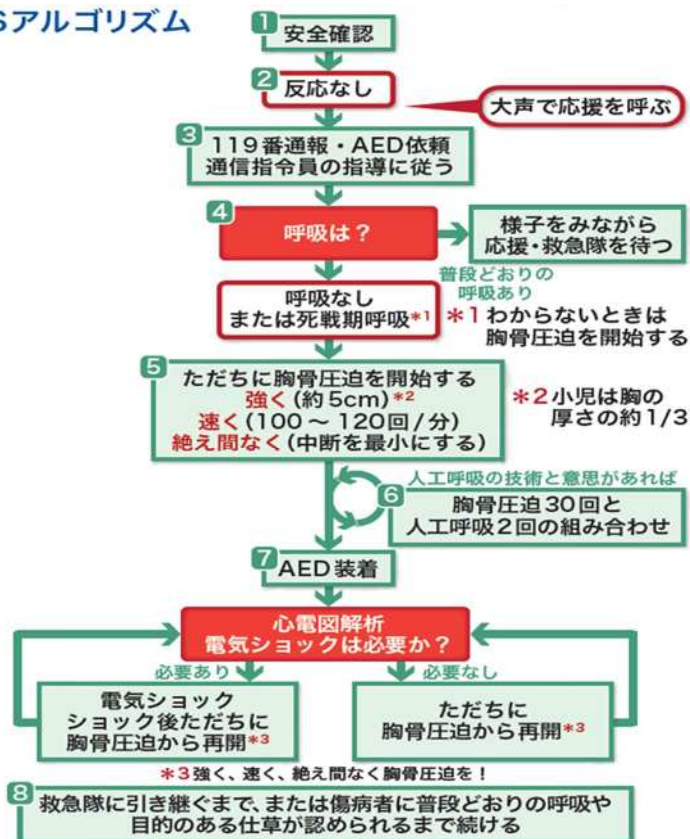 Sアルゴリズム
1 安全確認
2 反応なし
大声で応援を呼ぶ
3 119番通報・AED依頼
通信指令員の指導に従う
4 呼吸は？
様子をみながら
応援・救急隊を待つ
普段どおりの
呼吸あり
呼吸なし
または死戦期呼吸*1
*1わからないときは
胸骨圧迫を開始する
5 ただちに胸骨圧迫を開始する
強く(約5cm)*2
速く(100～120回/分)
絶え間なく(中断を最小にする)
*2小児は胸の
厚さの約1/3
人工呼吸の技術と意思があれば
6 胸骨圧迫30回と
人工呼吸2回の組み合わせ
7 AED装着
心電図解析
電気ショックは必要か？
必要あり
必要なし
電気ショック
ショック後ただちに
胸骨圧迫から再開*3
ただちに
胸骨圧迫から再開*3
*3強く、速く、絶え間なく胸骨圧迫を！
8 救急隊に引き継ぐまで、または傷病者に普段どおりの呼吸や
目的のある仕草が認められるまで続ける